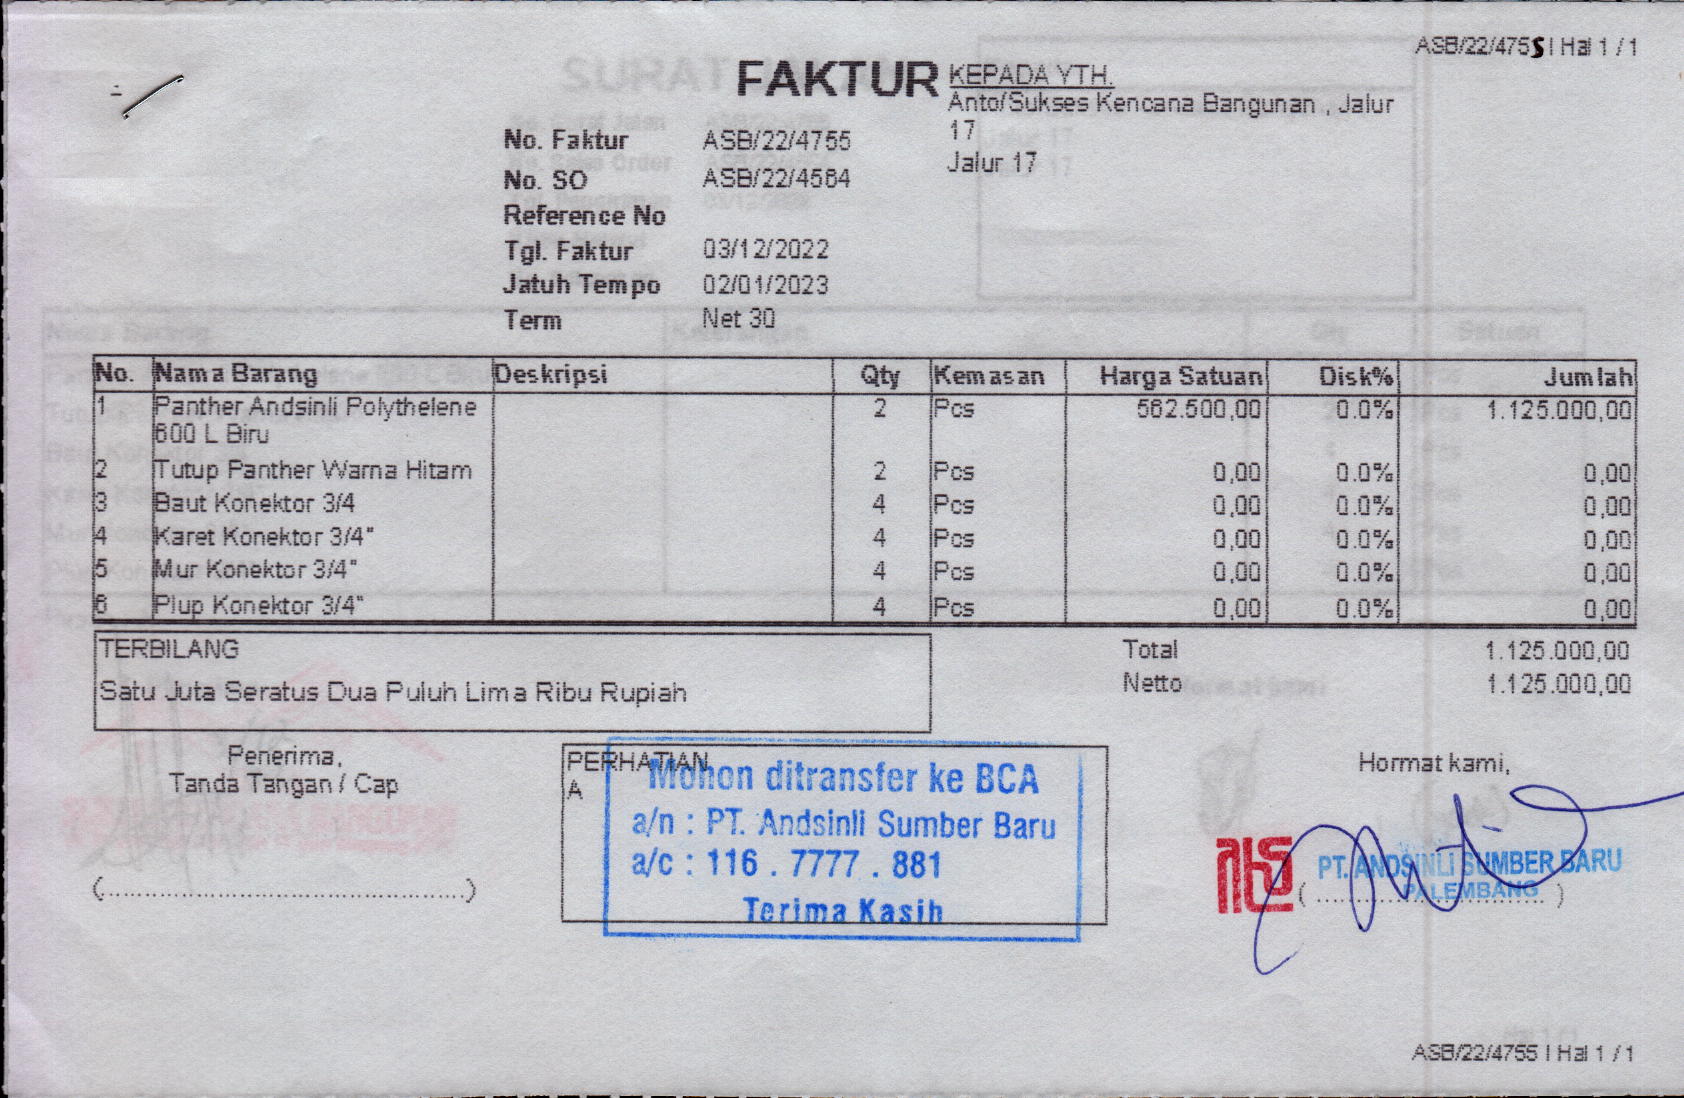 ASB/22/4755 | Hal 1 / 1
FAKTUR
KEPADA YTH.
Anto/Sukses Kencana Bangunan , Jalur
17
Jalur 17
No. Faktur ASB/22/4755
No. SO ASB/22/4564
Reference No
Tgl. Faktur 03/12/2022
Jatuh Tempo 02/01/2023
Term Net 30
No. Nama Barang Deskripsi Qty Kemasan Harga Satuan Disk% Jumlah
1 Panther Andsinli Polythelene 2 Pcs 562.500,00 0.0% 1.125.000,00
600 L Biru
2 Tutup Panther Warna Hitam 2 Pcs 0,00 0.0% 0,00
3 Baut Konektor 3/4 4 Pcs 0,00 0.0% 0,00
4 Karet Konektor 3/4" 4 Pcs 0,00 0.0% 0,00
5 Mur Konektor 3/4" 4 Pcs 0,00 0.0% 0,00
6 Plup Konektor 3/4" 4 Pcs 0,00 0.0% 0,00
TERBILANG
Satu Juta Seratus Dua Puluh Lima Ribu Rupiah
Total 1.125.000,00
Netto 1.125.000,00
Penerima,
Tanda Tangan / Cap
(...........................................)
PERHATIAN
A
Mohon ditransfer ke BCA
a/n : PT. Andsinli Sumber Baru
a/c : 116 . 7777 . 881
Terima Kasih
Hormat kami,
PT. ANDSINLI SUMBER BARU
PALEMBANG
(...........................)
ASB/22/4755 | Hal 1 / 1